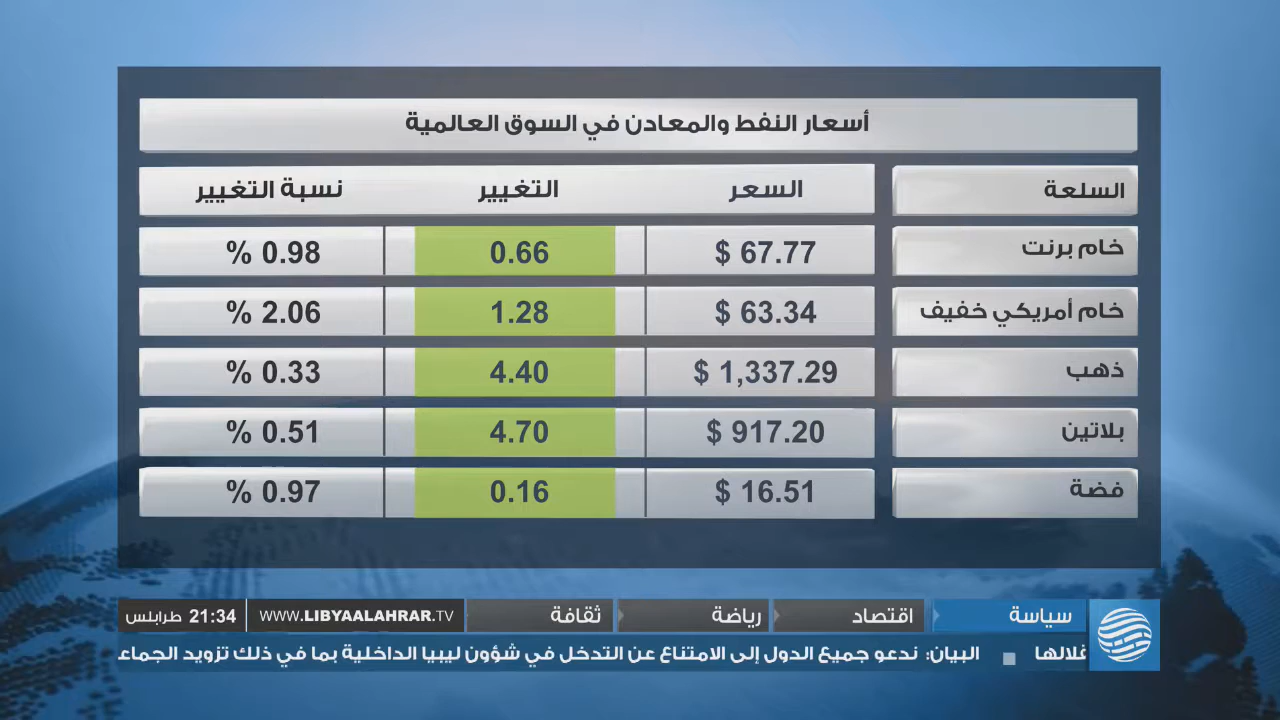 أسعار النفط والمعادن في السوق العالمية
السلعة السعر التغيير نسبة التغيير
خام برنت $ 67.77 0.66 % 0.98
خام أمريكي خفيف $ 63.34 1.28 % 2.06
ذهب $ 1,337.29 4.40 % 0.33
بلاتين $ 917.20 4.70 % 0.51
فضة $ 16.51 0.16 % 0.97
سياسة اقتصاد رياضة ثقافة WWW.LIBYAALAHRAR.TV 21:34 طرابلس
البيان: ندعو جميع الدول إلى الامتناع عن التدخل في شؤون ليبيا الداخلية بما في ذلك تزويد